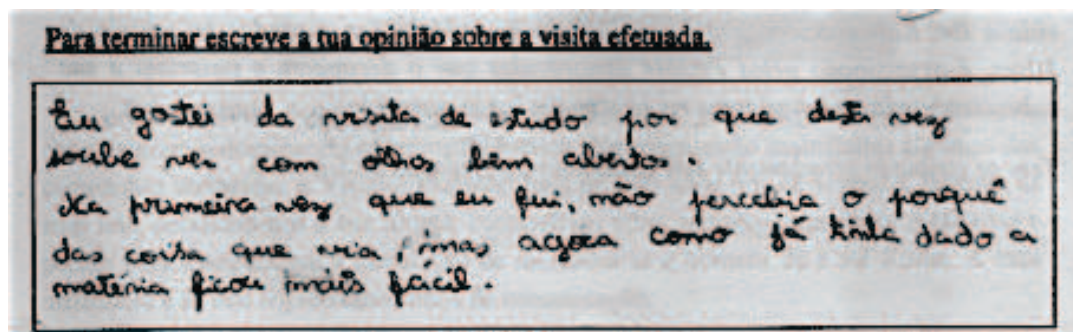 Para terminar escreve a tua opinião sobre a visita efetuada.
Eu gostei da visita de estudo por que desta vez
soube ver com olhos bem abertos.
Na primeira vez que eu fui, não percebia o porquê
das coisa que via, mas agora como já tinha dado a
matéria ficou mais fácil.